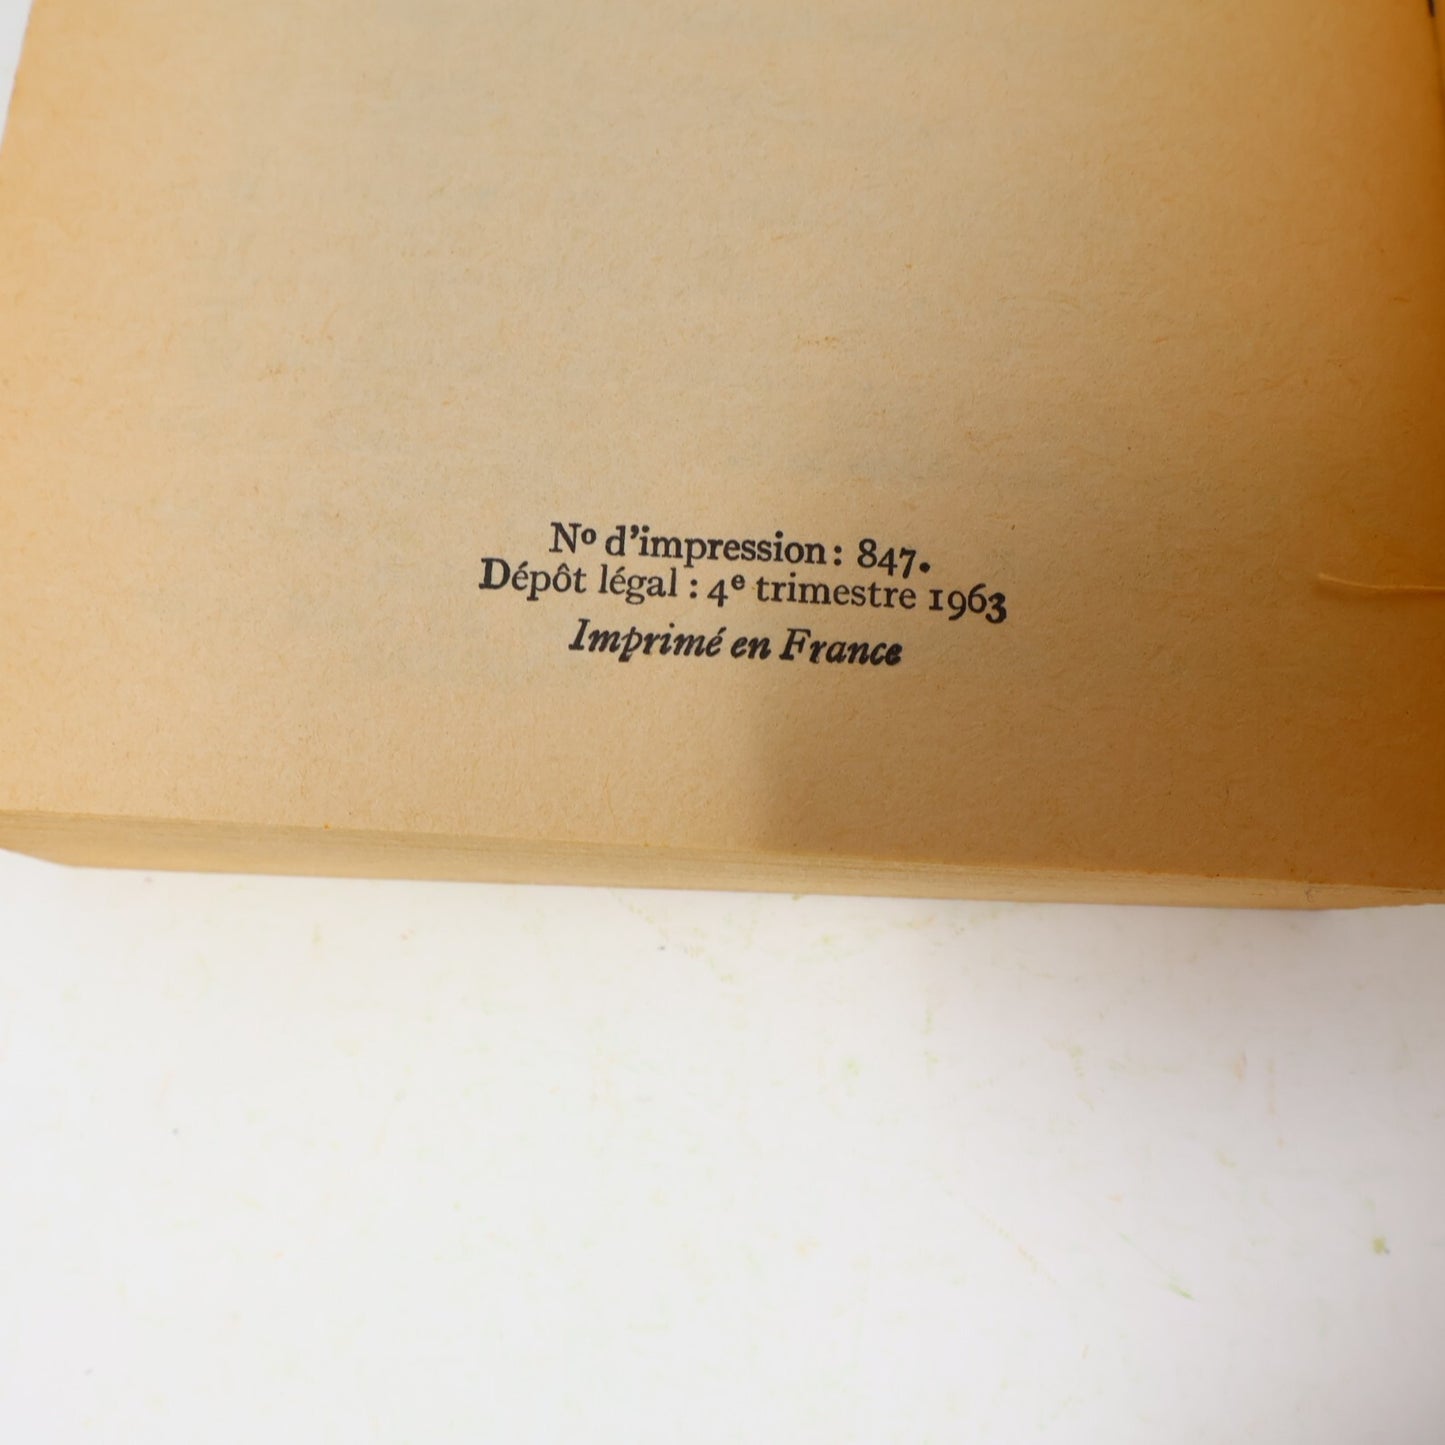 Nº d'impression : 847.
Dépôt légal : 4ᵉ trimestre 1963
Imprimé en France